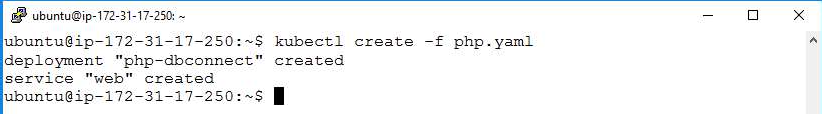 ubuntu@ip-172-31-17-250: ~
ubuntu@ip-172-31-17-250:~$ kubectl create -f php.yaml
deployment "php-dbconnect" created
service "web" created
ubuntu@ip-172-31-17-250:~$